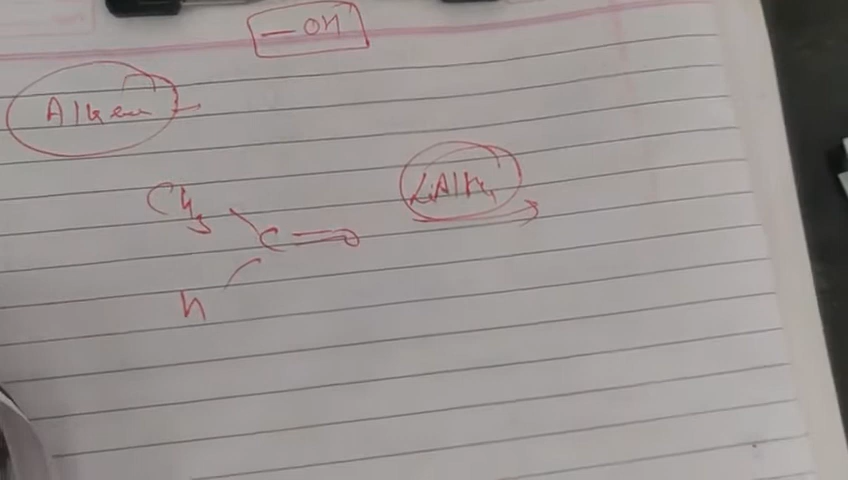 — OH
Alken
LiAlH4
CH3
C=O
H